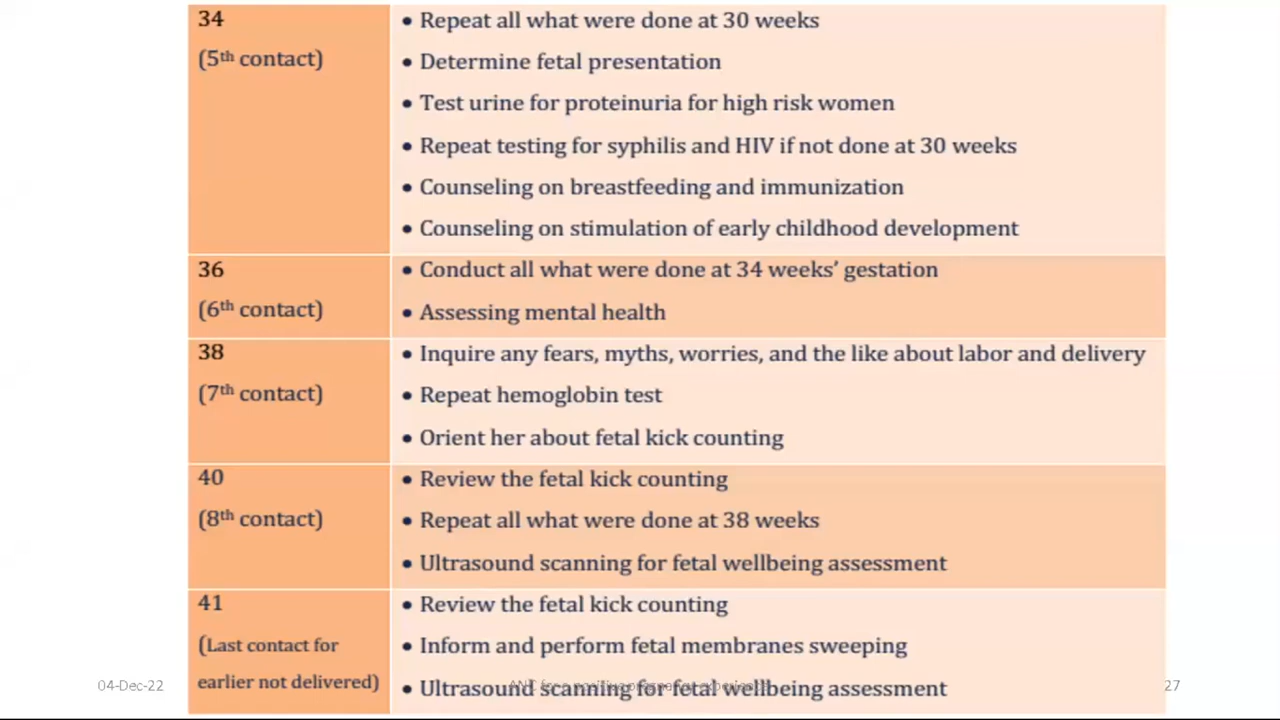 34
(5th contact)
• Repeat all what were done at 30 weeks
• Determine fetal presentation
• Test urine for proteinuria for high risk women
• Repeat testing for syphilis and HIV if not done at 30 weeks
• Counseling on breastfeeding and immunization
• Counseling on stimulation of early childhood development
36
(6th contact)
• Conduct all what were done at 34 weeks’ gestation
• Assessing mental health
38
(7th contact)
• Inquire any fears, myths, worries, and the like about labor and delivery
• Repeat hemoglobin test
• Orient her about fetal kick counting
40
(8th contact)
• Review the fetal kick counting
• Repeat all what were done at 38 weeks
• Ultrasound scanning for fetal wellbeing assessment
41
(Last contact for
earlier not delivered)
• Review the fetal kick counting
• Inform and perform fetal membranes sweeping
• Ultrasound scanning for fetal wellbeing assessment
04-Dec-22
ANC for a positive pregnancy experience
27